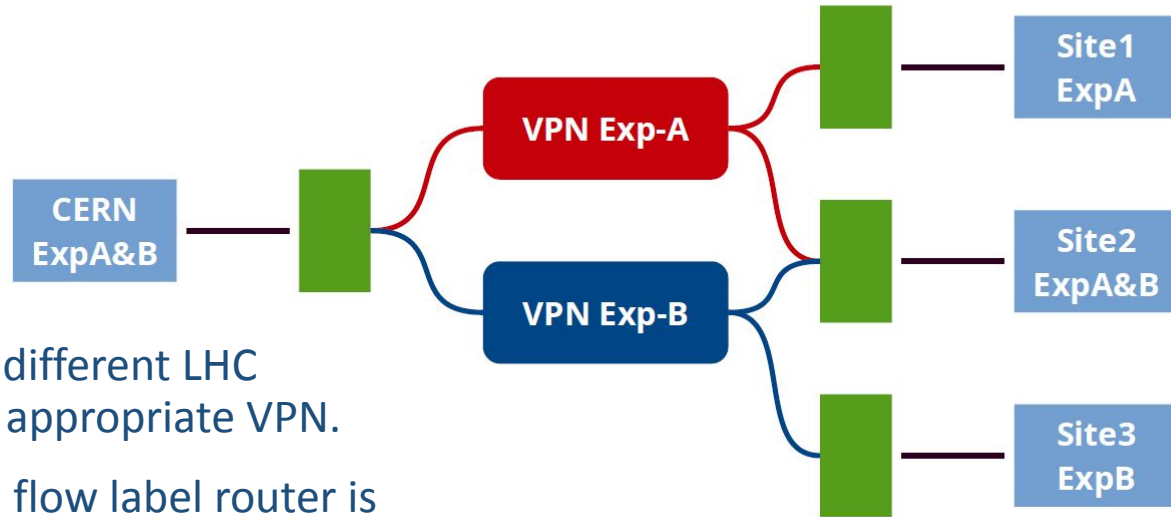 Site1
ExpA
VPN Exp-A
CERN
ExpA&B
Site2
ExpA&B
VPN Exp-B
different LHC
appropriate VPN.
Site3
ExpB
flow label router is